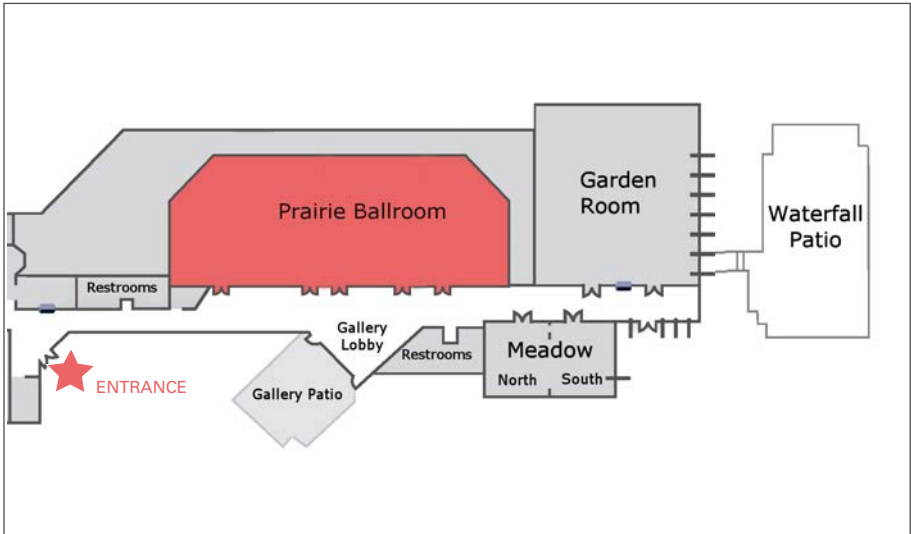 Prairie Ballroom
Garden
Room
Waterfall
Patio
Restrooms
Gallery
Lobby
Restrooms
Meadow
North South
Gallery Patio
ENTRANCE